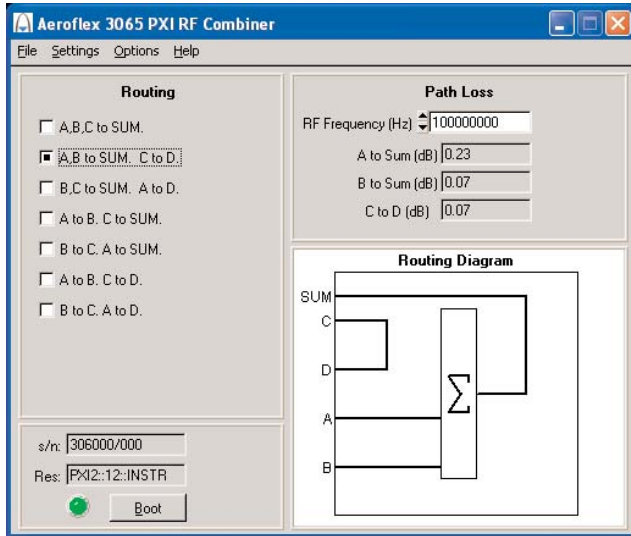 Aeroflex 3065 PXI RF Combiner
File Settings Options Help
Routing
A,B,C to SUM.
A,B to SUM. C to D.
B,C to SUM. A to D.
A to B. C to SUM.
B to C. A to SUM.
A to B. C to D.
B to C. A to D.
s/n: 306000/000
Res: PXI2::12::INSTR
Boot
Path Loss
RF Frequency (Hz) 100000000
A to Sum (dB) 0.23
B to Sum (dB) 0.07
C to D (dB) 0.07
Routing Diagram
SUM
C
D
A
B
Σ